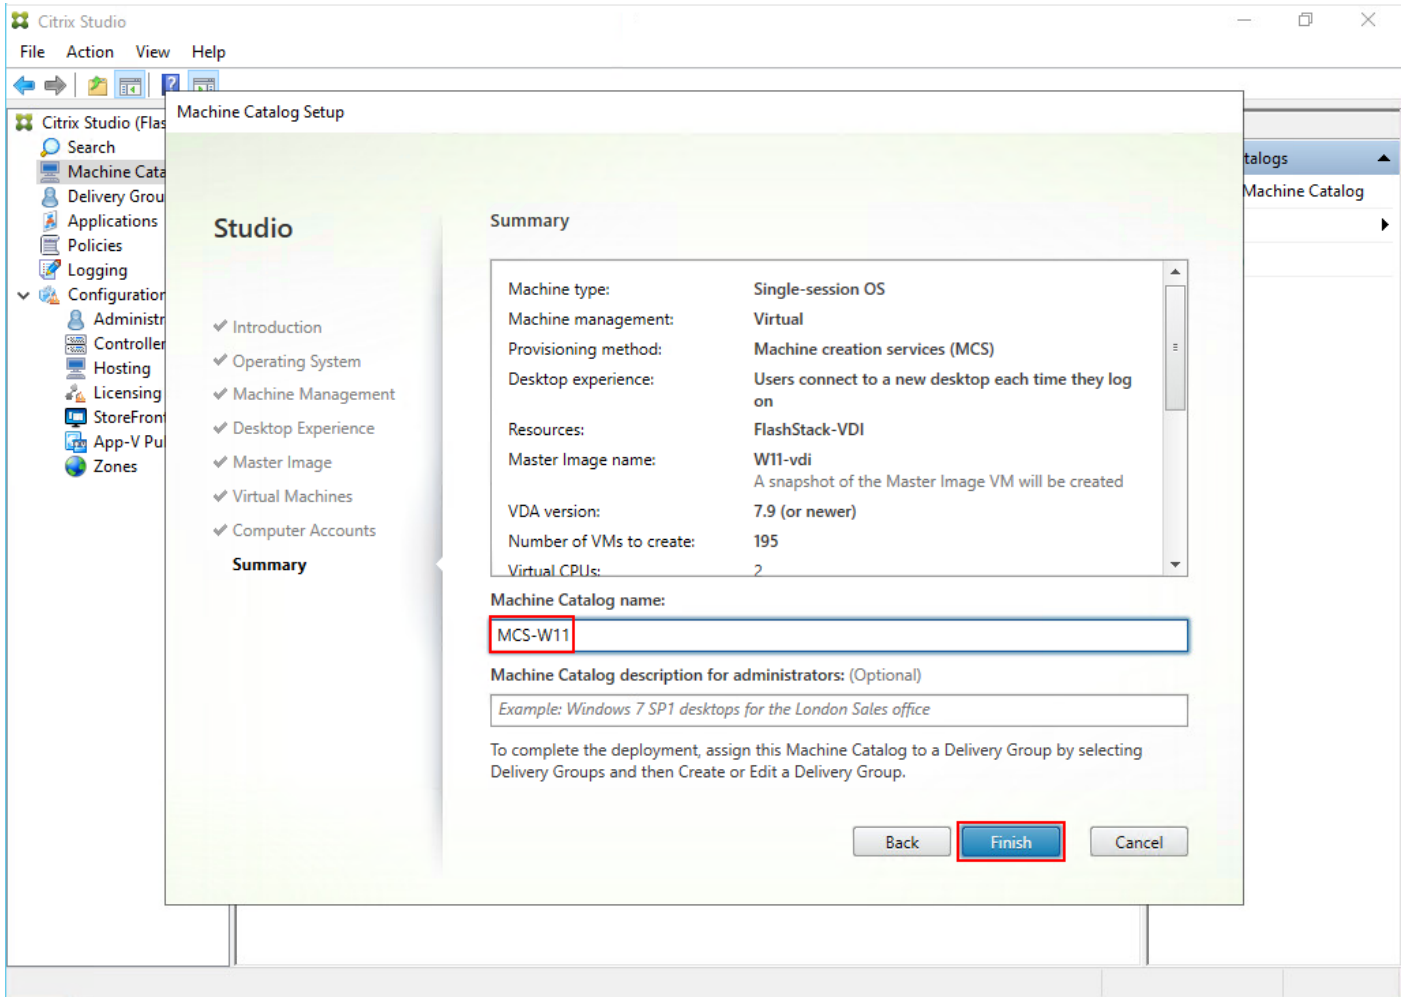 Citrix Studio
File Action View Help
Machine Catalog Setup
Citrix Studio (Flas
Search
Machine Cata
Delivery Grou
Applications
Policies
Logging
Configuration
Administr
Controller
Hosting
Licensing
StoreFront
App-V Pu
Zones
Studio
Introduction
Operating System
Machine Management
Desktop Experience
Master Image
Virtual Machines
Computer Accounts
Summary
Summary
Machine type: Single-session OS
Machine management: Virtual
Provisioning method: Machine creation services (MCS)
Desktop experience: Users connect to a new desktop each time they log
on
Resources: FlashStack-VDI
Master Image name: W11-vdi
A snapshot of the Master Image VM will be created
VDA version: 7.9 (or newer)
Number of VMs to create: 195
Virtual CPUs: 2
Machine Catalog name:
MCS-W11
Machine Catalog description for administrators: (Optional)
Example: Windows 7 SP1 desktops for the London Sales office
To complete the deployment, assign this Machine Catalog to a Delivery Group by selecting
Delivery Groups and then Create or Edit a Delivery Group.
Back Finish Cancel
talogs
Machine Catalog